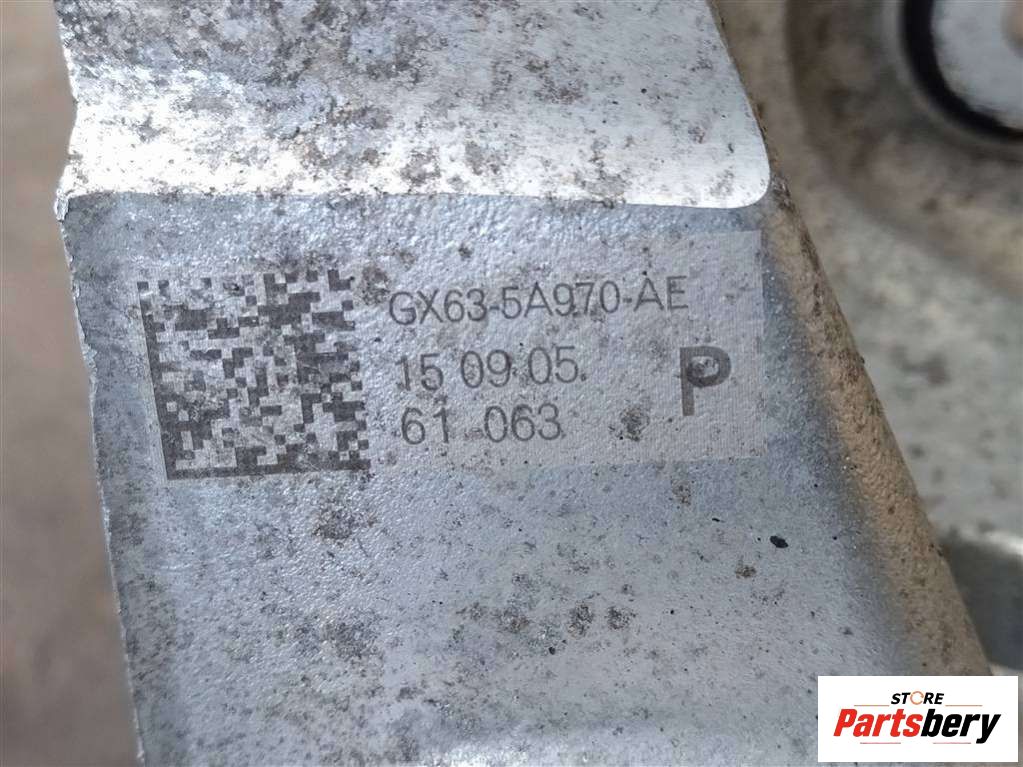 GX63-5A970-AE
15 09 05
61 063
P
STORE
Partsbery